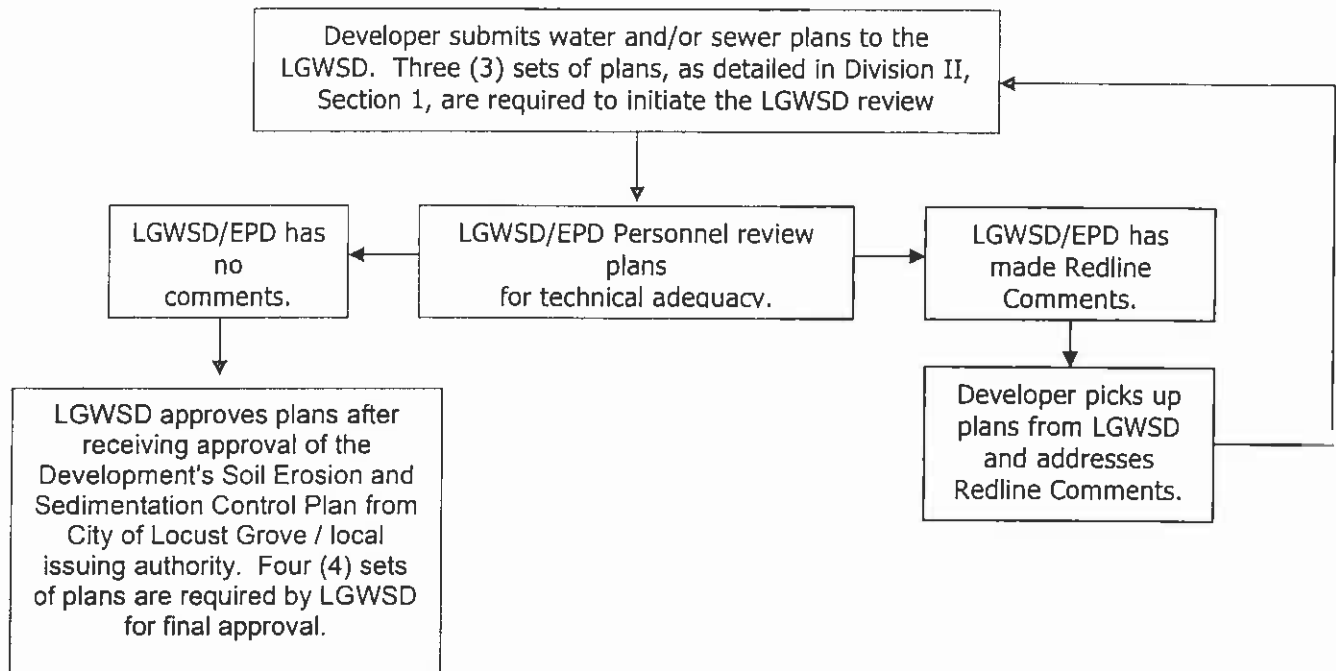 Developer submits water and/or sewer plans to the
LGWSD. Three (3) sets of plans, as detailed in Division II,
Section 1, are required to initiate the LGWSD review
LGWSD/EPD has
no
comments.
LGWSD/EPD Personnel review
plans
for technical adequacy.
LGWSD/EPD has
made Redline
Comments.
LGWSD approves plans after
receiving approval of the
Development's Soil Erosion and
Sedimentation Control Plan from
City of Locust Grove / local
issuing authority. Four (4) sets
of plans are required by LGWSD
for final approval.
Developer picks up
plans from LGWSD
and addresses
Redline Comments.